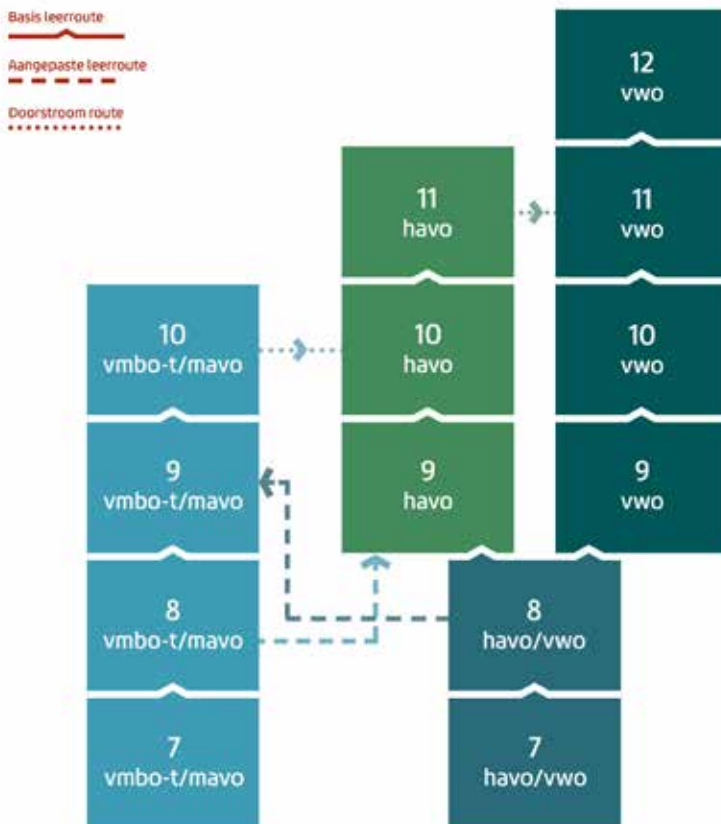 Basis leerroute
Aangepaste leerroute
Doorstroom route
12
vwo
11
havo
11
vwo
10
vmbo-t/mavo
10
havo
10
vwo
9
vmbo-t/mavo
9
havo
9
vwo
8
vmbo-t/mavo
8
havo/vwo
7
vmbo-t/mavo
7
havo/vwo